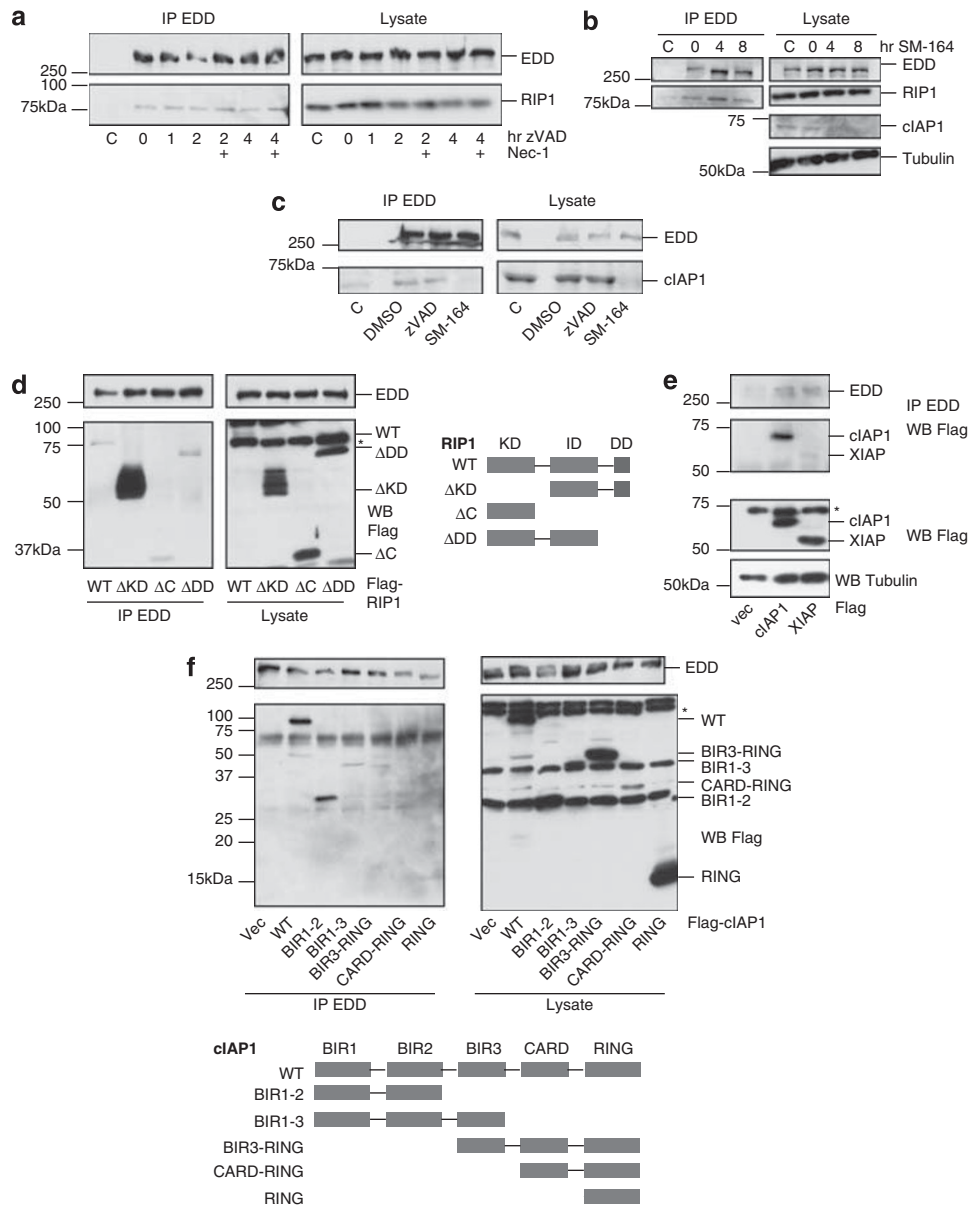 a
IP EDD
Lysate
EDD
250
100
RIP1
75kDa
C 0 1 2 2 4 4 C 0 1 2 2 4 4 hr zVAD
+ + + + Nec-1
b
IP EDD
Lysate
C 0 4 8 C 0 4 8 hr SM-164
EDD
250
RIP1
75kDa
75
cIAP1
Tubulin
50kDa
c
IP EDD
Lysate
EDD
250
75kDa
cIAP1
C DMSO zVAD SM-164 C DMSO zVAD SM-164
d
EDD
250
100
75
50
37kDa
WT
*
ΔDD
ΔKD
WB
Flag
ΔC
WT ΔKD ΔC ΔDD WT ΔKD ΔC ΔDD Flag-
RIP1
IP EDD
Lysate
RIP1 KD ID DD
WT
ΔKD
ΔC
ΔDD
e
EDD
250
IP EDD
75
WB Flag
cIAP1
XIAP
50
75
*
cIAP1
WB Flag
XIAP
50
50kDa
WB Tubulin
vec cIAP1 XIAP Flag
f
EDD
250
100
75
50
37
25
20
15kDa
*
WT
BIR3-RING
BIR1-3
CARD-RING
BIR1-2
WB Flag
RING
Vec WT BIR1-2 BIR1-3 BIR3-RING CARD-RING RING
Vec WT BIR1-2 BIR1-3 BIR3-RING CARD-RING RING
Flag-cIAP1
IP EDD
Lysate
cIAP1 BIR1 BIR2 BIR3 CARD RING
WT
BIR1-2
BIR1-3
BIR3-RING
CARD-RING
RING